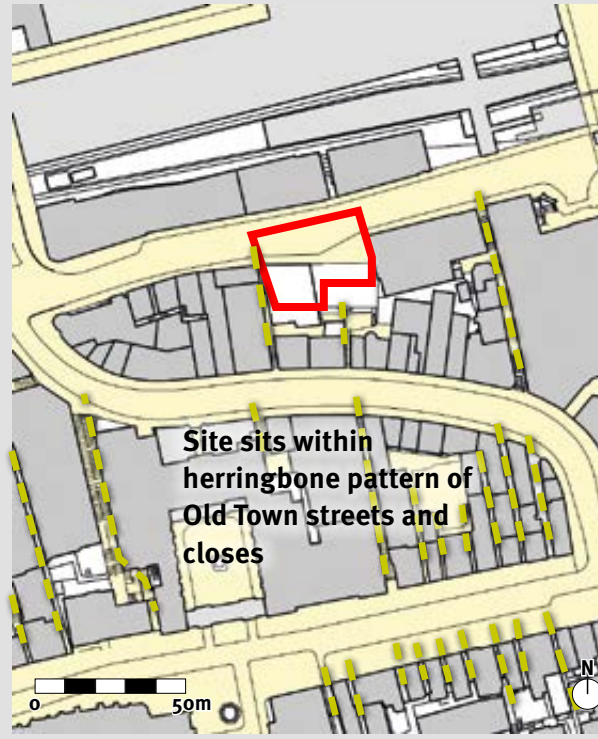 Site sits within
herringbone pattern of
Old Town streets and
closes
N
0 50m